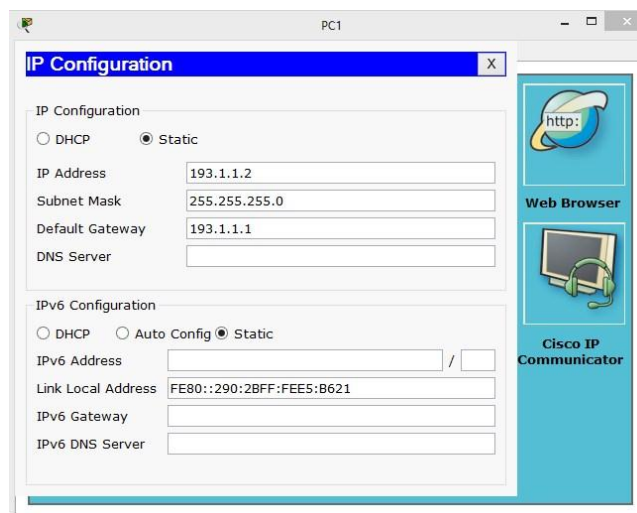 PC1
IP Configuration
X
IP Configuration
DHCP
Static
IP Address
193.1.1.2
Subnet Mask
255.255.255.0
Default Gateway
193.1.1.1
DNS Server
IPv6 Configuration
DHCP
Auto Config
Static
IPv6 Address
/
Link Local Address
FE80::290:2BFF:FEE5:B621
IPv6 Gateway
IPv6 DNS Server
http:
Web Browser
Cisco IP
Communicator